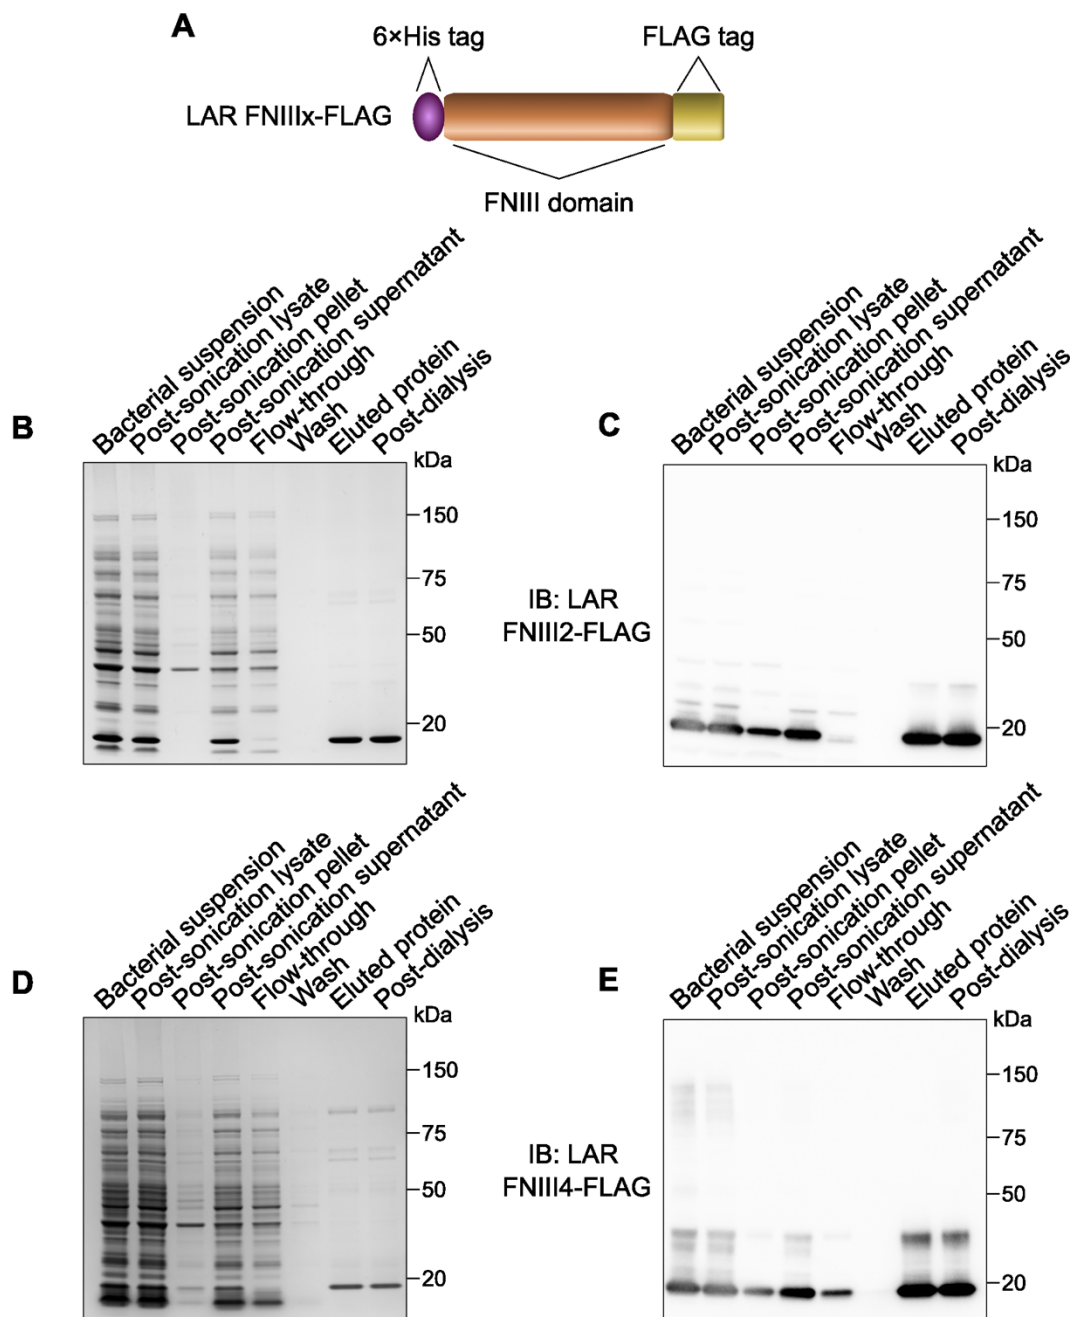 A
6×His tag
FLAG tag
LAR FNIIIx-FLAG
FNIII domain
B
Bacterial suspension
Post-sonication lysate
Post-sonication pellet
Post-sonication supernatant
Flow-through
Wash
Eluted protein
Post-dialysis
kDa
150
75
50
20
C
Bacterial suspension
Post-sonication lysate
Post-sonication pellet
Post-sonication supernatant
Flow-through
Wash
Eluted protein
Post-dialysis
kDa
150
75
50
20
IB: LAR
FNIII2-FLAG
D
Bacterial suspension
Post-sonication lysate
Post-sonication pellet
Post-sonication supernatant
Flow-through
Wash
Eluted protein
Post-dialysis
kDa
150
75
50
20
E
Bacterial suspension
Post-sonication lysate
Post-sonication pellet
Post-sonication supernatant
Flow-through
Wash
Eluted protein
Post-dialysis
kDa
150
75
50
20
IB: LAR
FNIII4-FLAG